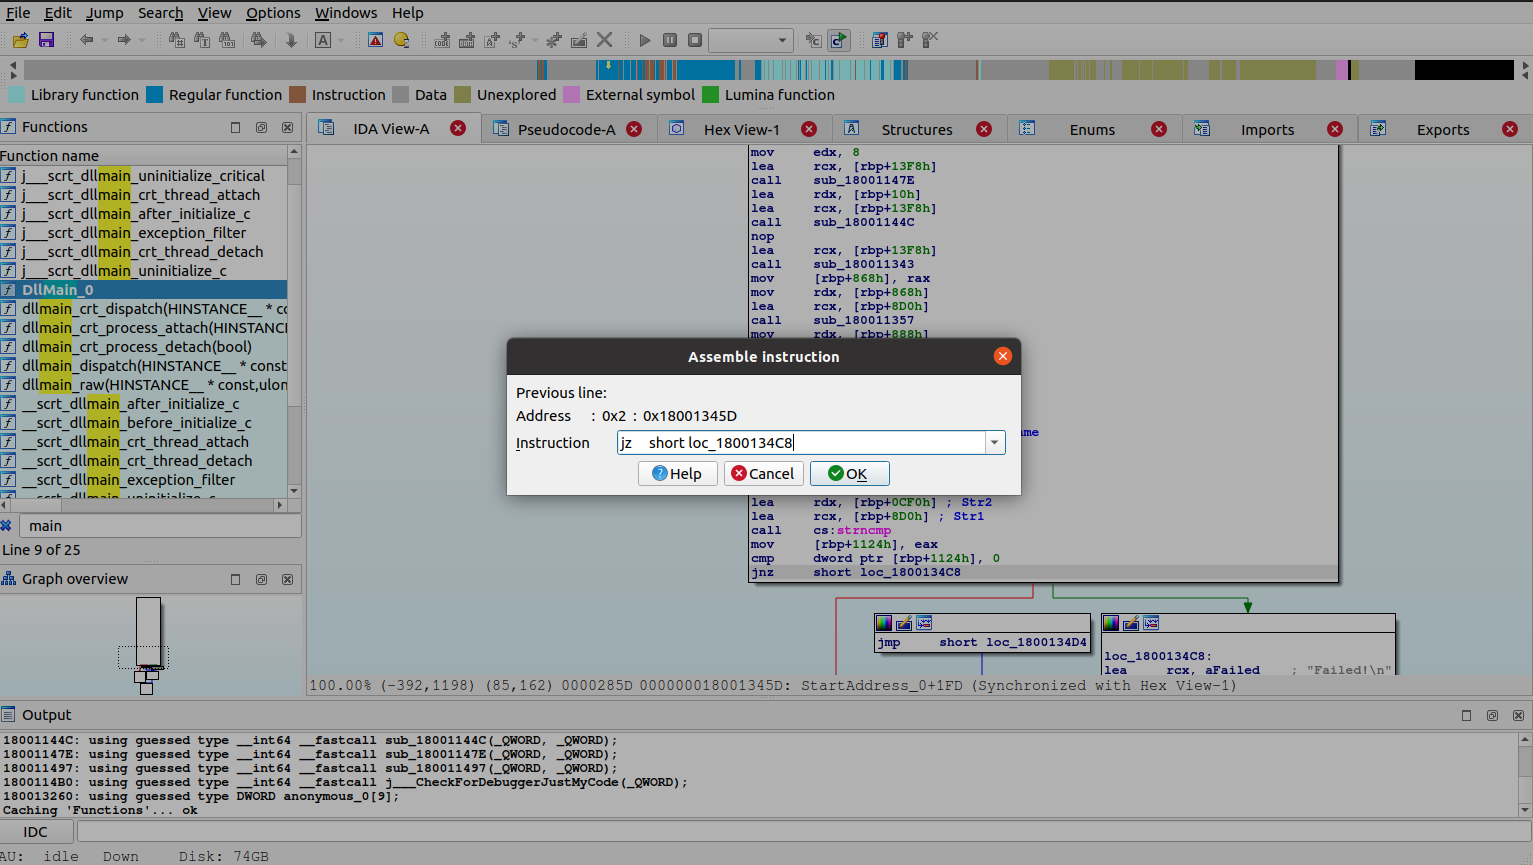 File Edit Jump Search View Options Windows Help
Library function Regular function Instruction Data Unexplored External symbol Lumina function
Functions
IDA View-A Pseudocode-A Hex View-1 Structures Enums Imports Exports
Function name
j___scrt_dllmain_uninitialize_critical
j___scrt_dllmain_crt_thread_attach
j___scrt_dllmain_after_initialize_c
j___scrt_dllmain_exception_filter
j___scrt_dllmain_crt_thread_detach
j___scrt_dllmain_uninitialize_c
DllMain_0
dllmain_crt_dispatch(HINSTANCE__ * co
dllmain_crt_process_attach(HINSTANCE
dllmain_crt_process_detach(bool)
dllmain_dispatch(HINSTANCE__ * const
dllmain_raw(HINSTANCE__ * const,ulon
__scrt_dllmain_after_initialize_c
__scrt_dllmain_before_initialize_c
__scrt_dllmain_crt_thread_attach
__scrt_dllmain_crt_thread_detach
__scrt_dllmain_exception_filter
__scrt_dllmain_uninitialize_c
main
Line 9 of 25
Graph overview
mov edx, 8
lea rcx, [rbp+13F8h]
call sub_18001147E
lea rdx, [rbp+10h]
lea rcx, [rbp+13F8h]
call sub_18001144C
nop
lea rcx, [rbp+13F8h]
call sub_180011343
mov [rbp+868h], rax
mov rdx, [rbp+868h]
lea rcx, [rbp+8D0h]
call sub_180011357
mov rdx, [rbp+888h]
ame
Assemble instruction
Previous line:
Address : 0x2 : 0x18001345D
Instruction jz short loc_1800134C8
Help Cancel OK
lea rdx, [rbp+0CF0h] ; Str2
lea rcx, [rbp+8D0h] ; Str1
call cs:strncmp
mov [rbp+1124h], eax
cmp dword ptr [rbp+1124h], 0
jnz short loc_1800134C8
jmp short loc_1800134D4
loc_1800134C8:
lea rcx, aFailed ; "Failed!\n"
100.00% (-392,1198) (85,162) 0000285D 000000018001345D: StartAddress_0+1FD (Synchronized with Hex View-1)
Output
18001144C: using guessed type __int64 __fastcall sub_18001144C(_QWORD, _QWORD);
18001147E: using guessed type __int64 __fastcall sub_18001147E(_QWORD, _QWORD);
180011497: using guessed type __int64 __fastcall sub_180011497(_QWORD, _QWORD);
1800114B0: using guessed type __int64 __fastcall j___CheckForDebuggerJustMyCode(_QWORD);
180013260: using guessed type DWORD anonymous_0[9];
Caching 'Functions'... ok
IDC
AU: idle Down Disk: 74GB